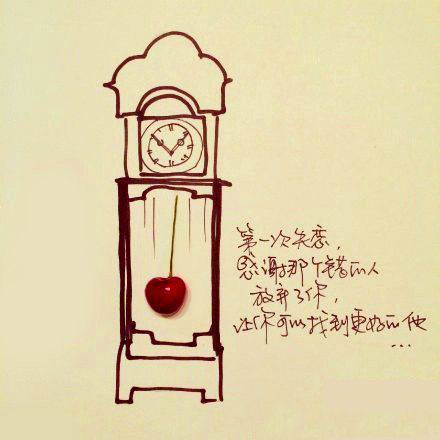 第一次失恋，
感谢那个错的人
放弃了你，
让你可以找到更好的他
...